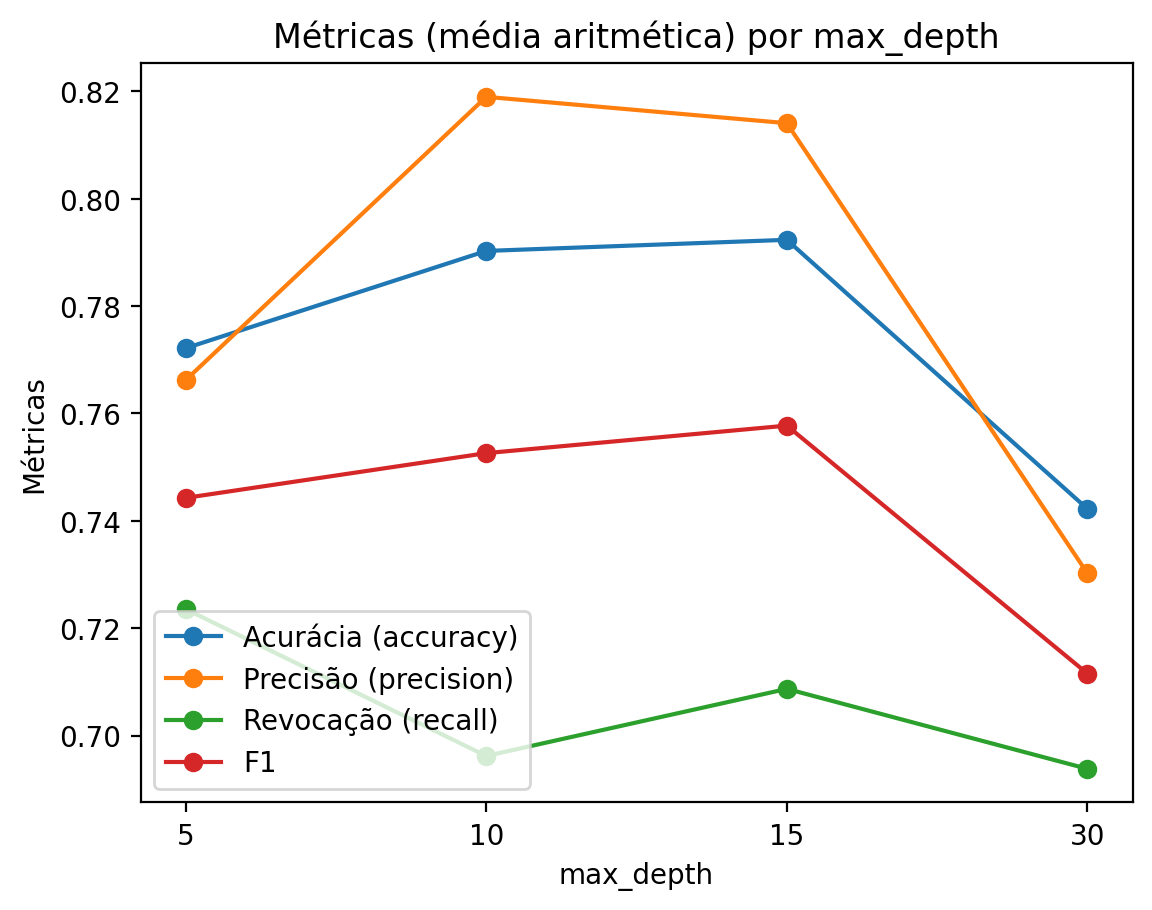 Métricas (média aritmética) por max_depth
Métricas
0.82
0.80
0.78
0.76
0.74
0.72
0.70
Acurácia (accuracy)
Precisão (precision)
Revocação (recall)
F1
5 10 15 30
max_depth